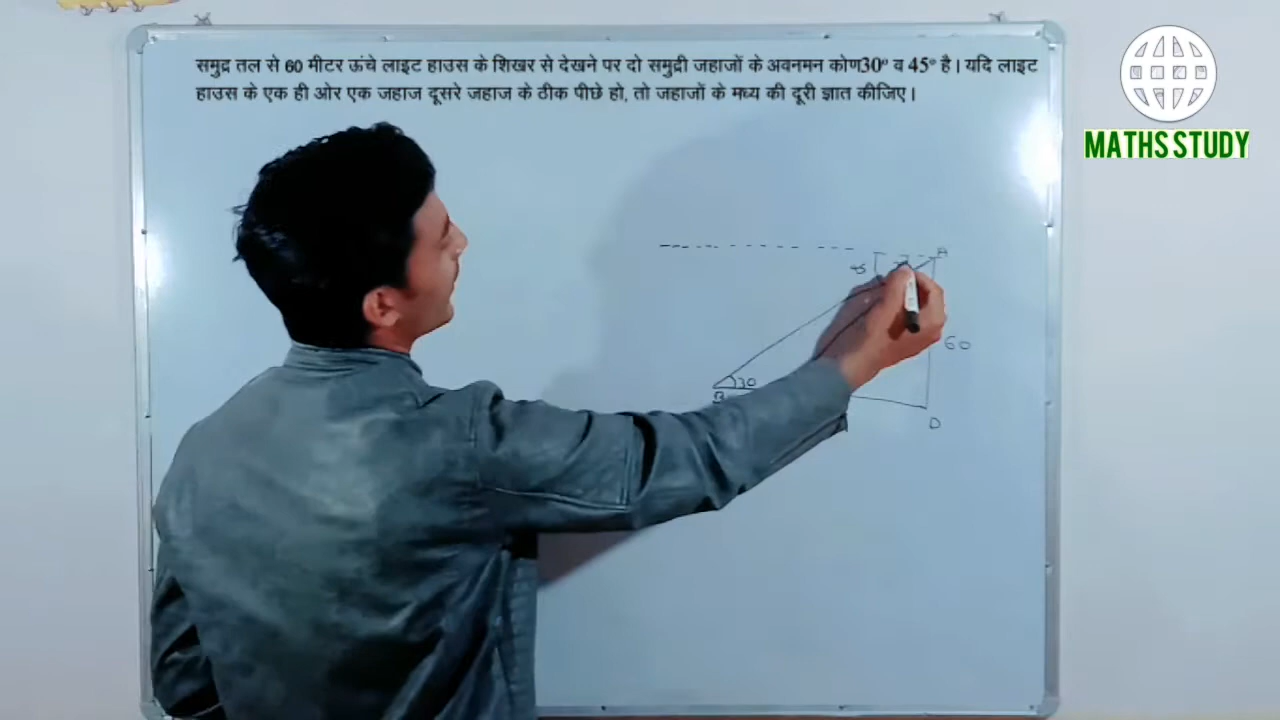 समुद्र तल से 60 मीटर ऊंचे लाइट हाउस के शिखर से देखने पर दो समुद्री जहाजों के अवनमन कोण30° व 45° है। यदि लाइट
हाउस के एक ही ओर एक जहाज दूसरे जहाज के ठीक पीछे हो, तो जहाजों के मध्य की दूरी ज्ञात कीजिए।
MATHS STUDY
A
45
60
30
B
D